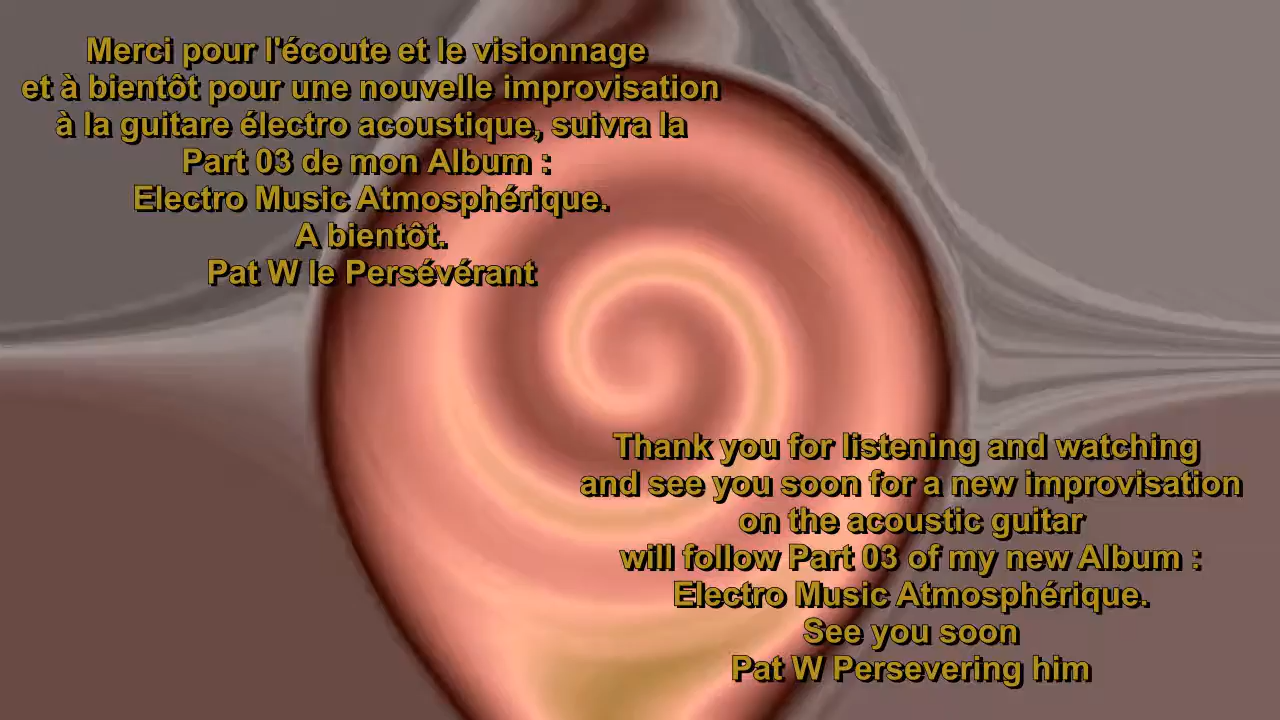 Merci pour l'écoute et le visionnage
et à bientôt pour une nouvelle improvisation
à la guitare électro acoustique, suivra la
Part 03 de mon Album :
Electro Music Atmosphérique.
A bientôt.
Pat W le Persévérant
Thank you for listening and watching
and see you soon for a new improvisation
on the acoustic guitar
will follow Part 03 of my new Album :
Electro Music Atmosphérique.
See you soon
Pat W Persevering him